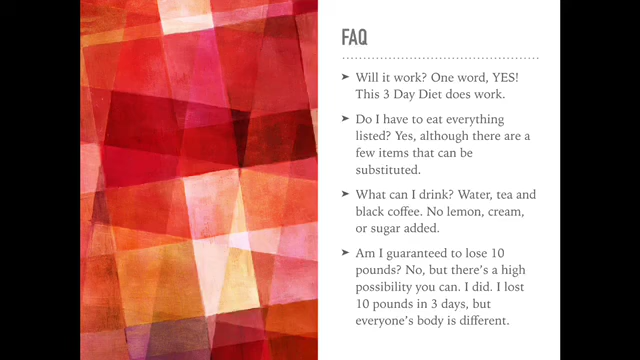 FAQ
➤ Will it work? One word, YES!
This 3 Day Diet does work.
➤ Do I have to eat everything
listed? Yes, although there are a
few items that can be
substituted.
➤ What can I drink? Water, tea and
black coffee. No lemon, cream,
or sugar added.
➤ Am I guaranteed to lose 10
pounds? No, but there's a high
possibility you can. I did. I lost
10 pounds in 3 days, but
everyone's body is different.